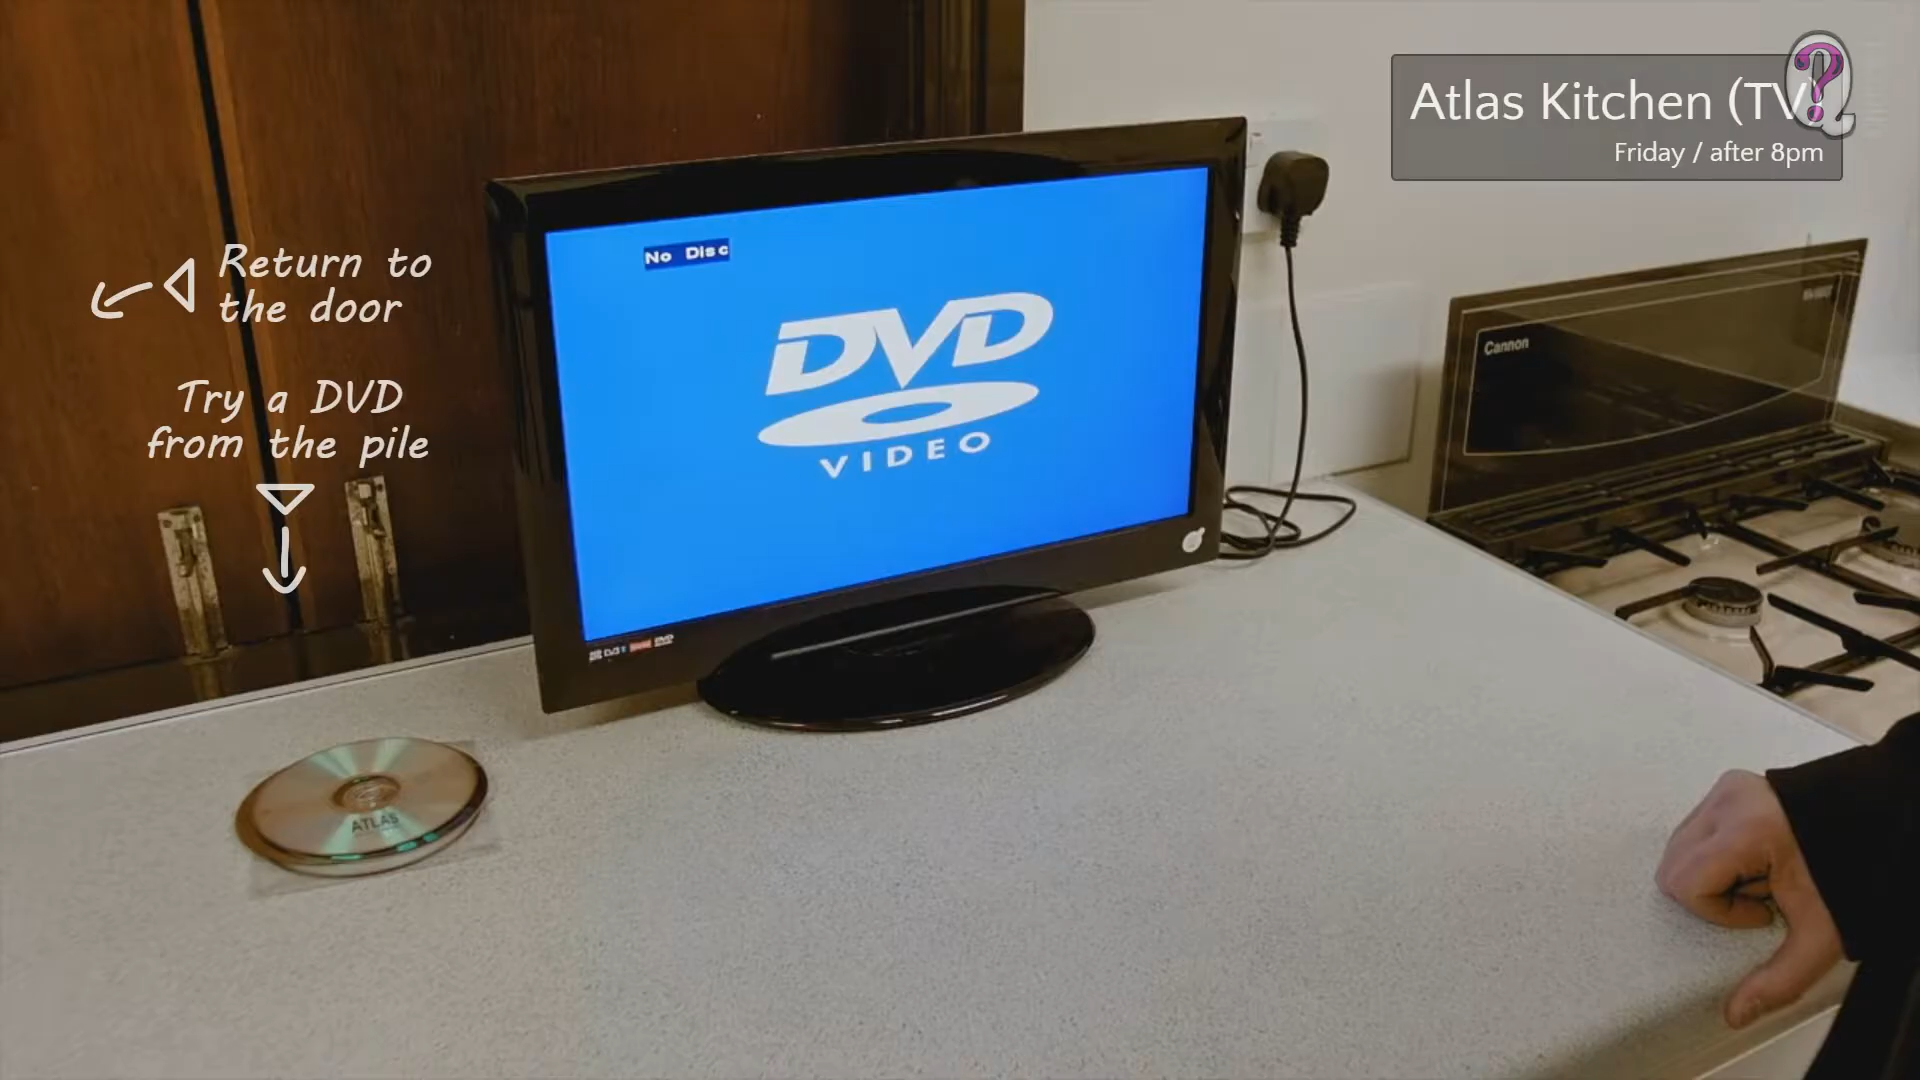 Atlas Kitchen (TV)
Friday / after 8pm
Return to
the door
Try a DVD
from the pile
No Disc
DVD
VIDEO
Cannon
ATLAS